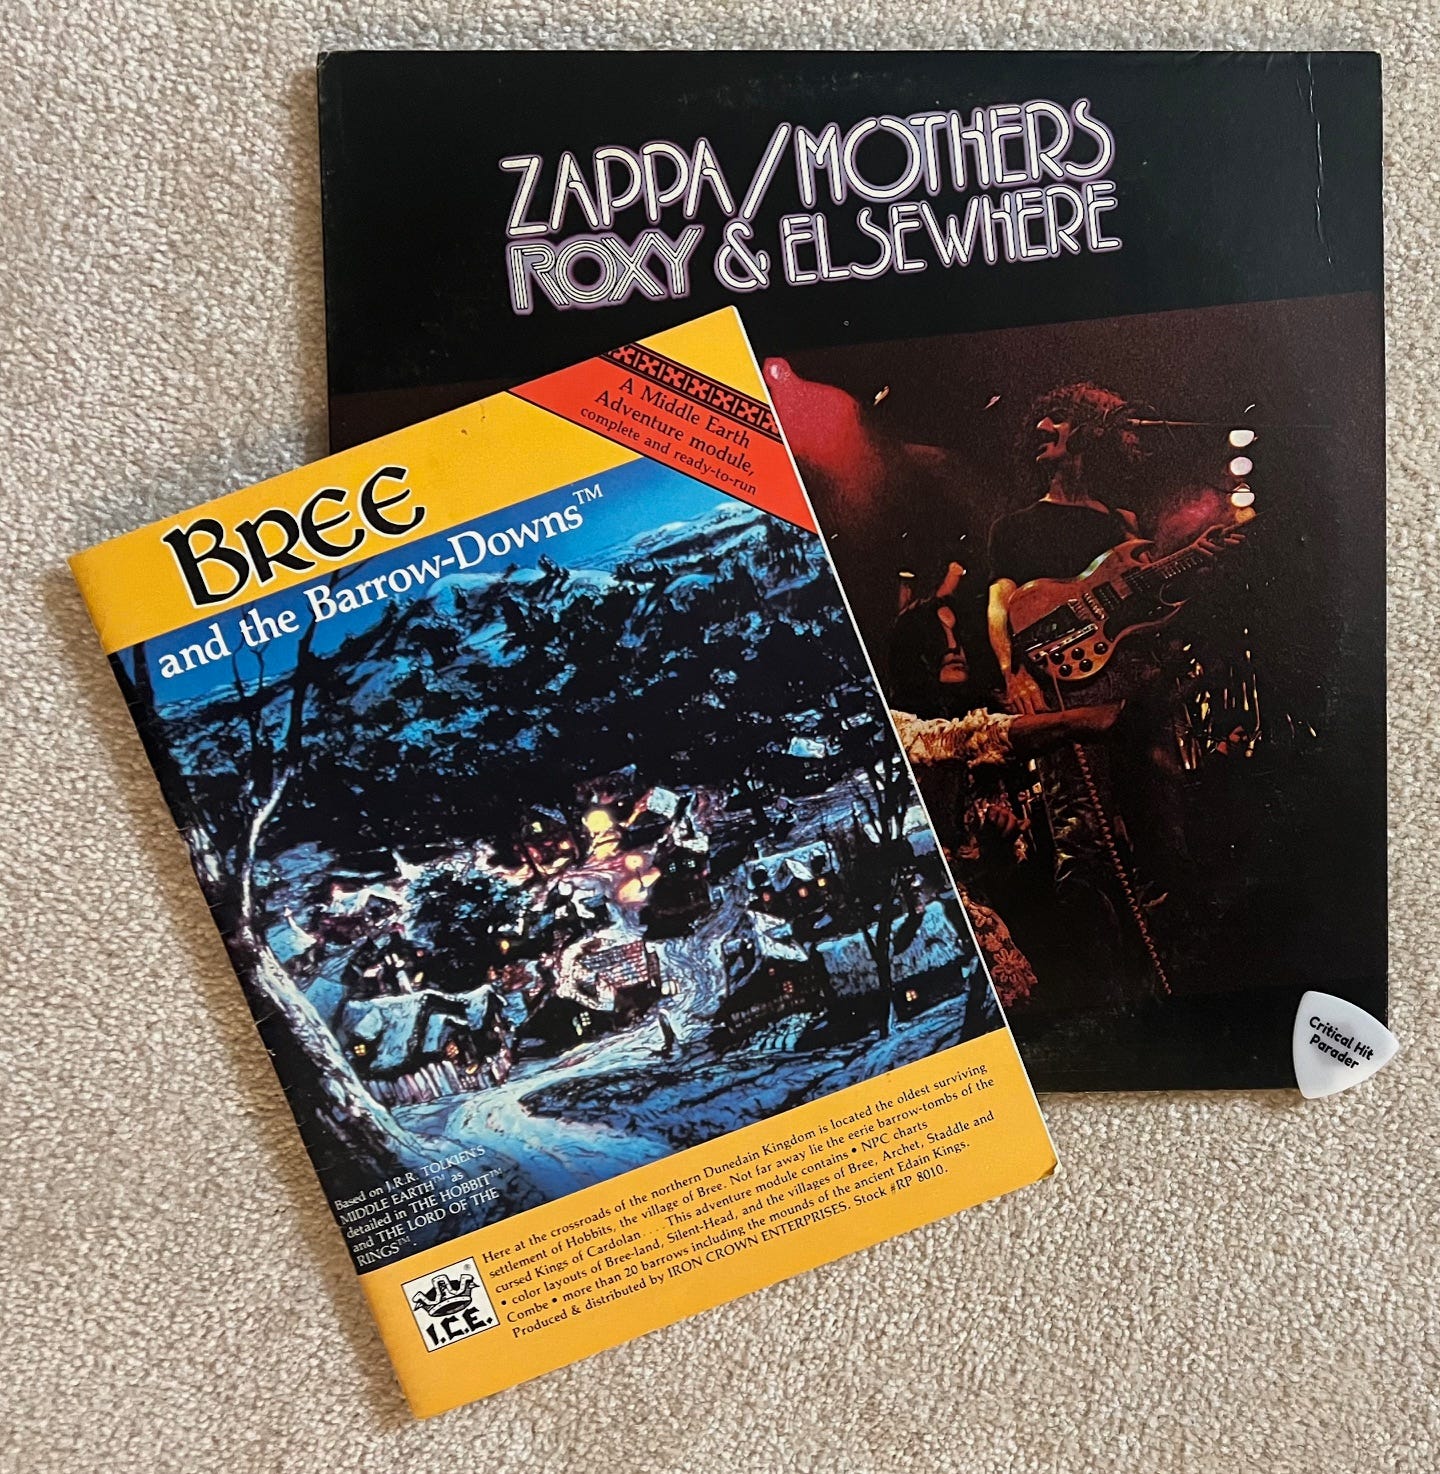 ZAPPA/MOTHERS
ROXY & ELSEWHERE
A Middle Earth
Adventure module,
complete and ready-to-run
BREE
and the Barrow-Downs™
Based on J.R.R. TOLKIEN'S
MIDDLE EARTH™ as
detailed in THE HOBBIT™
and THE LORD OF THE
RINGS™.
I.C.E.®
Here at the crossroads of the northern Dunedain Kingdom is located the oldest surviving
settlement of Hobbits, the village of Bree. Not far away lie the eerie barrow-tombs of the
cursed Kings of Cardolan . . . This adventure module contains • NPC charts
• color layouts of Bree-land, Silent-Head, and the villages of Bree, Archet, Staddle and
Combe • more than 20 barrows including the mounds of the ancient Edain Kings.
Produced & distributed by IRON CROWN ENTERPRISES. Stock #RP 8010.
Critical Hit
Parader